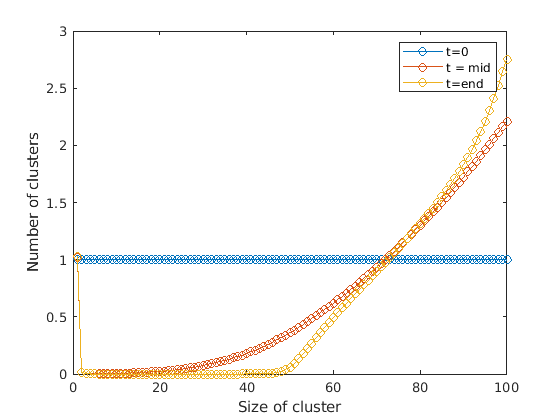 3
2.5
2
1.5
1
0.5
0
0
20
40
60
80
100
Number of clusters
Size of cluster
t=0
t = mid
t=end